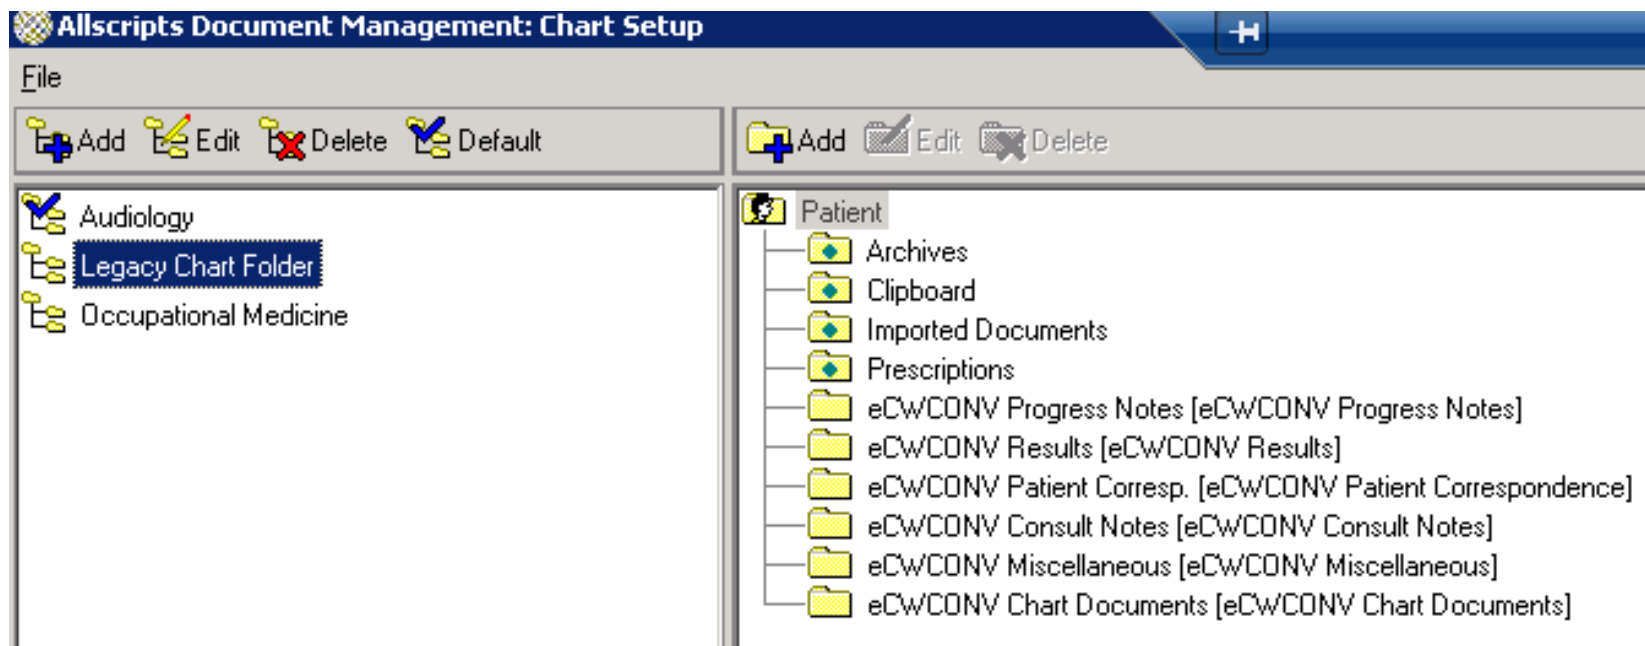 Allscripts Document Management: Chart Setup
File
Add Edit Delete Default
Add Edit Delete
Audiology
Legacy Chart Folder
Occupational Medicine
Patient
Archives
Clipboard
Imported Documents
Prescriptions
eCWCONV Progress Notes [eCWCONV Progress Notes]
eCWCONV Results [eCWCONV Results]
eCWCONV Patient Corresp. [eCWCONV Patient Correspondence]
eCWCONV Consult Notes [eCWCONV Consult Notes]
eCWCONV Miscellaneous [eCWCONV Miscellaneous]
eCWCONV Chart Documents [eCWCONV Chart Documents]